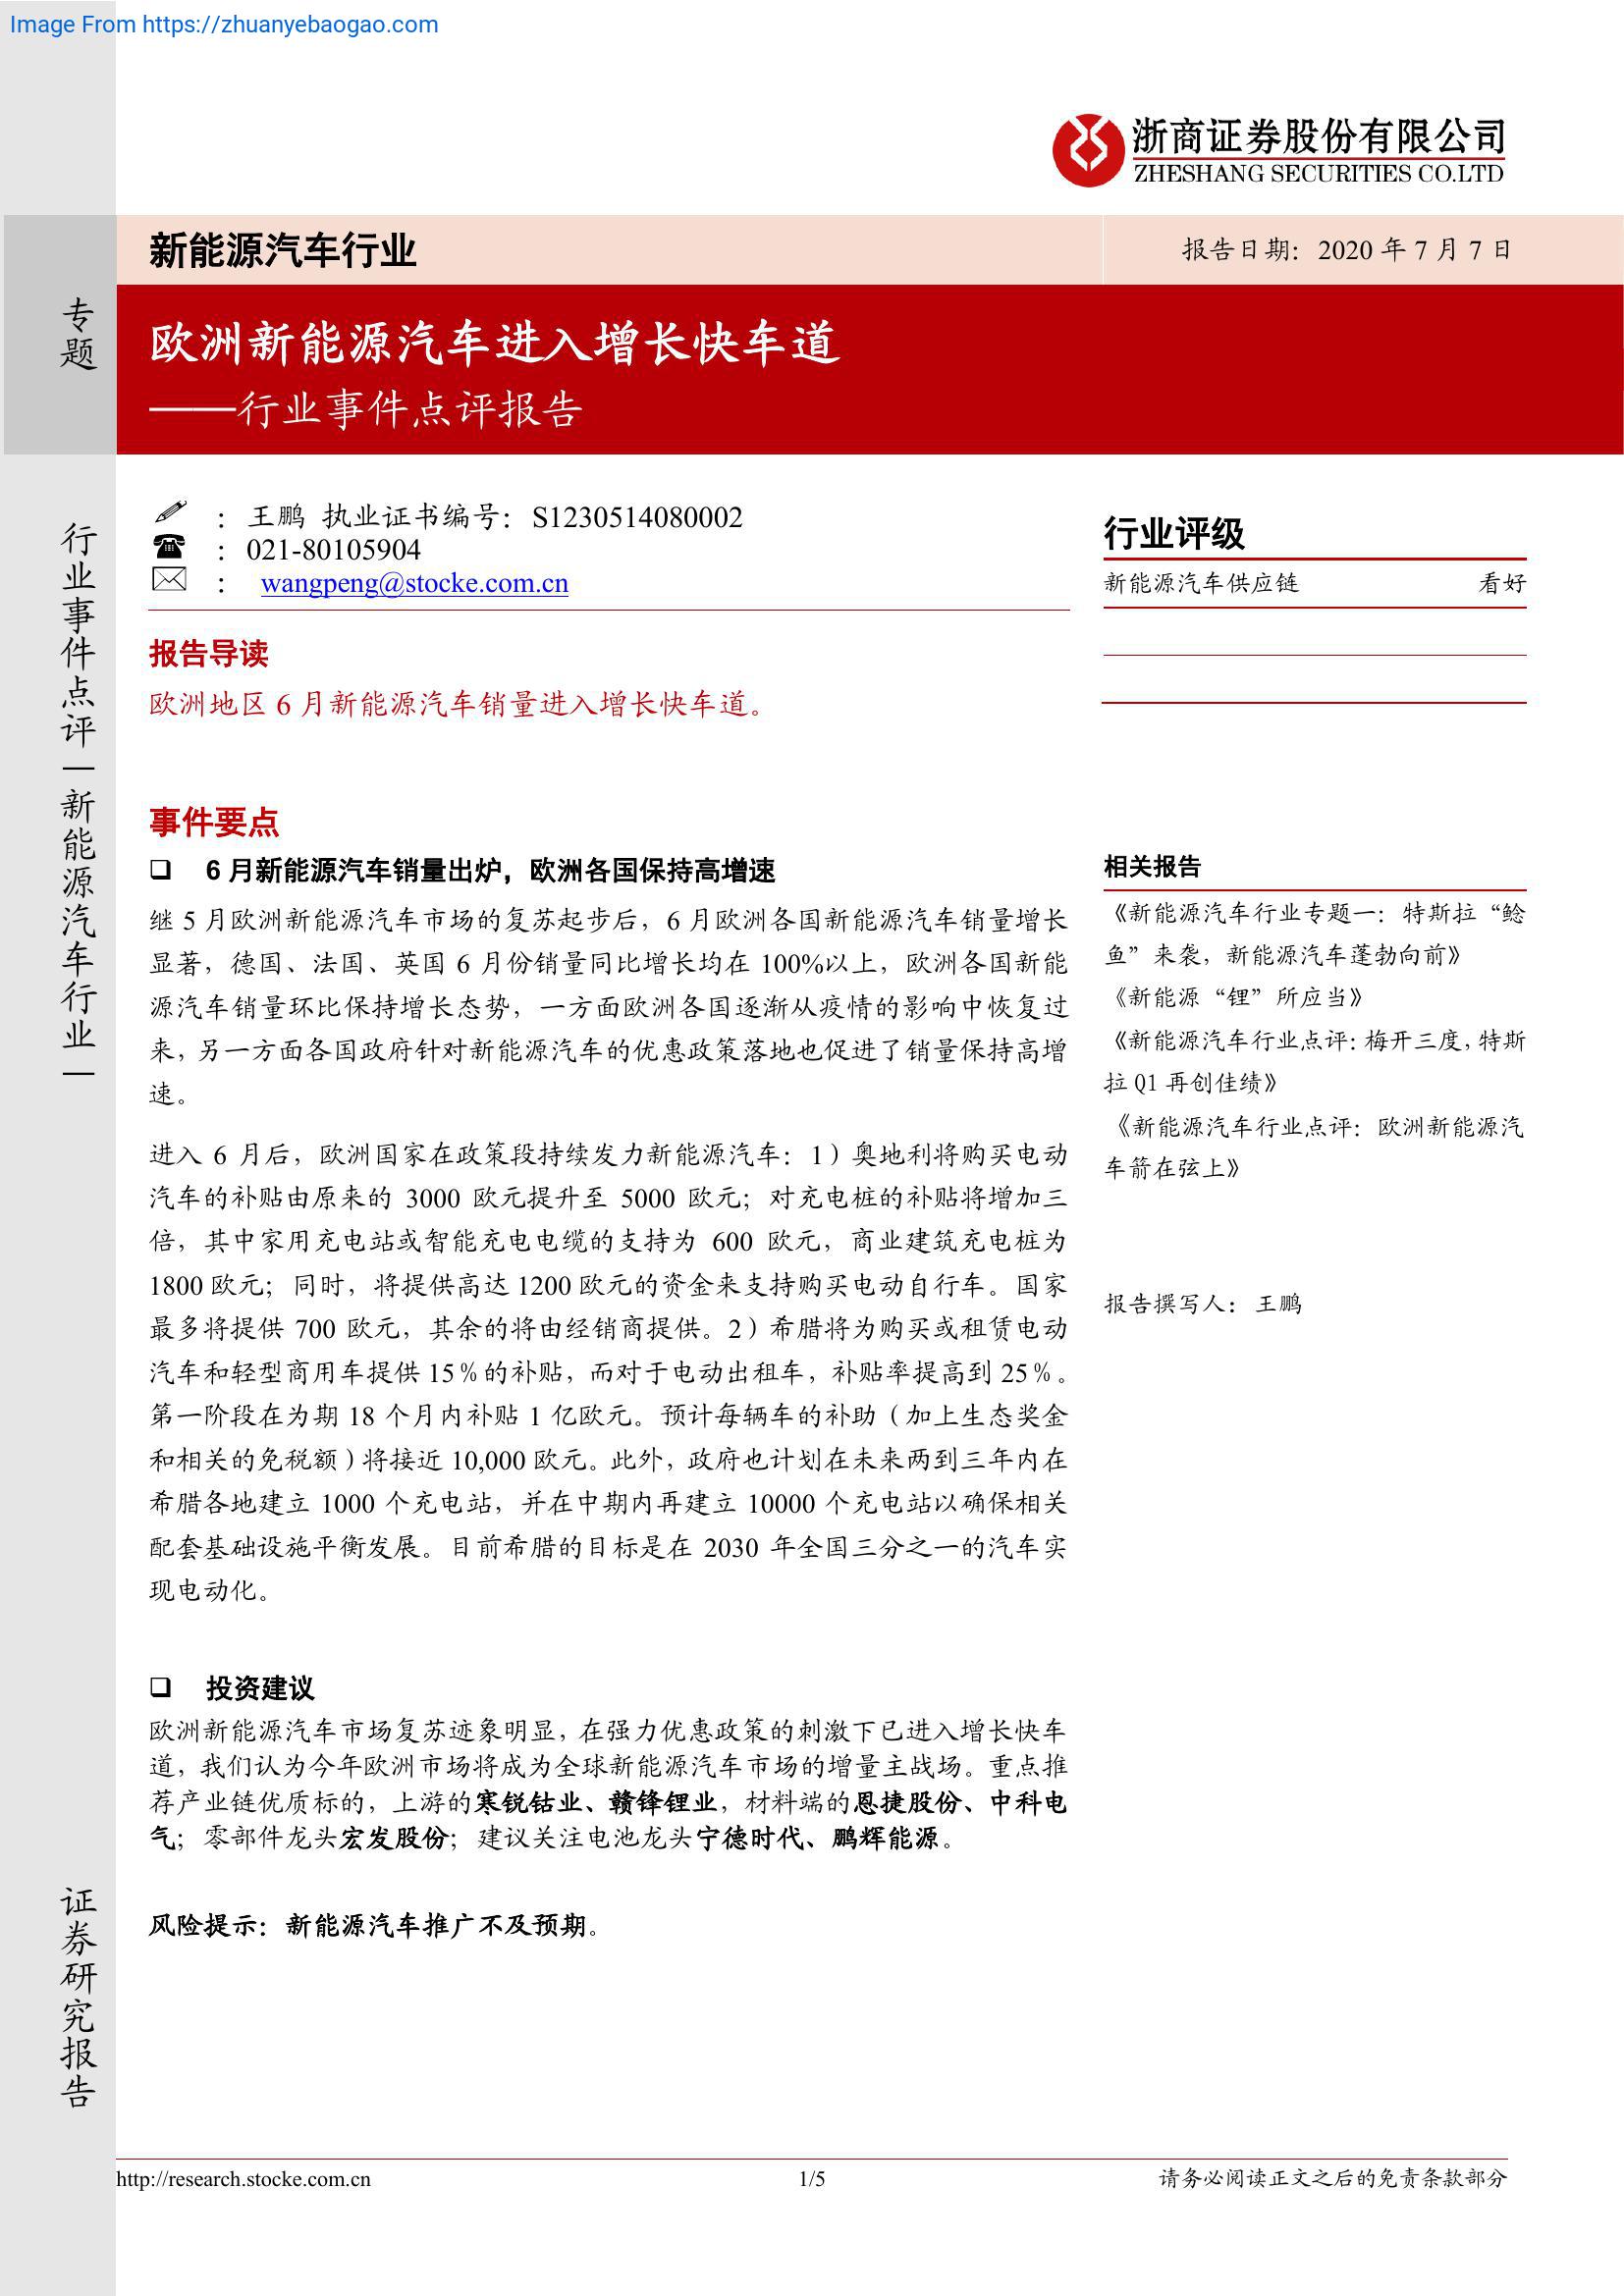 Image From https://zhuanyebaogao.com
浙商证券股份有限公司
ZHESHANG SECURITIES CO.LTD
新能源汽车行业
报告日期：2020 年 7 月 7 日
专题
欧洲新能源汽车进入增长快车道
——行业事件点评报告
行业事件点评—新能源汽车行业—
：王鹏 执业证书编号：S1230514080002
：021-80105904
： wangpeng@stocke.com.cn
行业评级
新能源汽车供应链 看好
报告导读
欧洲地区 6 月新能源汽车销量进入增长快车道。
事件要点
❑ 6 月新能源汽车销量出炉，欧洲各国保持高增速
继 5 月欧洲新能源汽车市场的复苏起步后，6 月欧洲各国新能源汽车销量增长
显著，德国、法国、英国 6 月份销量同比增长均在 100%以上，欧洲各国新能
源汽车销量环比保持增长态势，一方面欧洲各国逐渐从疫情的影响中恢复过
来，另一方面各国政府针对新能源汽车的优惠政策落地也促进了销量保持高增
速。
进入 6 月后，欧洲国家在政策段持续发力新能源汽车：1）奥地利将购买电动
汽车的补贴由原来的 3000 欧元提升至 5000 欧元；对充电桩的补贴将增加三
倍，其中家用充电站或智能充电电缆的支持为 600 欧元，商业建筑充电桩为
1800 欧元；同时，将提供高达 1200 欧元的资金来支持购买电动自行车。国家
最多将提供 700 欧元，其余的将由经销商提供。2）希腊将为购买或租赁电动
汽车和轻型商用车提供 15％的补贴，而对于电动出租车，补贴率提高到 25％。
第一阶段在为期 18 个月内补贴 1 亿欧元。预计每辆车的补助（加上生态奖金
和相关的免税额）将接近 10,000 欧元。此外，政府也计划在未来两到三年内在
希腊各地建立 1000 个充电站，并在中期内再建立 10000 个充电站以确保相关
配套基础设施平衡发展。目前希腊的目标是在 2030 年全国三分之一的汽车实
现电动化。
❑ 投资建议
欧洲新能源汽车市场复苏迹象明显，在强力优惠政策的刺激下已进入增长快车
道，我们认为今年欧洲市场将成为全球新能源汽车市场的增量主战场。重点推
荐产业链优质标的，上游的寒锐钴业、赣锋锂业，材料端的恩捷股份、中科电
气；零部件龙头宏发股份；建议关注电池龙头宁德时代、鹏辉能源。
风险提示：新能源汽车推广不及预期。
相关报告
《新能源汽车行业专题一：特斯拉“鲶
鱼”来袭，新能源汽车蓬勃向前》
《新能源“锂”所应当》
《新能源汽车行业点评：梅开三度，特斯
拉 Q1 再创佳绩》
《新能源汽车行业点评：欧洲新能源汽
车箭在弦上》
报告撰写人：王鹏
证券研究报告
http://research.stocke.com.cn
1/5
请务必阅读正文之后的免责条款部分